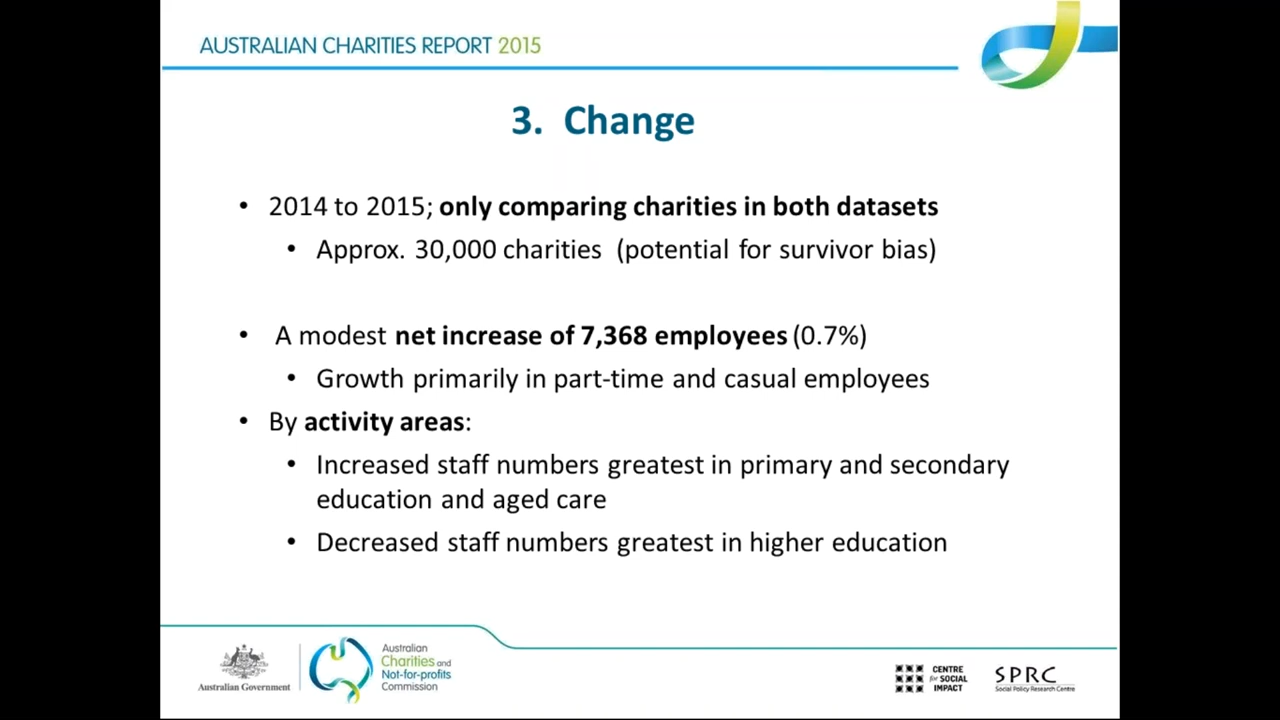 AUSTRALIAN CHARITIES REPORT 2015
3. Change
• 2014 to 2015; only comparing charities in both datasets
• Approx. 30,000 charities (potential for survivor bias)
• A modest net increase of 7,368 employees (0.7%)
• Growth primarily in part-time and casual employees
• By activity areas:
• Increased staff numbers greatest in primary and secondary
education and aged care
• Decreased staff numbers greatest in higher education
Australian Government
Australian
Charities and
Not-for-profits
Commission
CENTRE
for SOCIAL
IMPACT
SPRC
Social Policy Research Centre